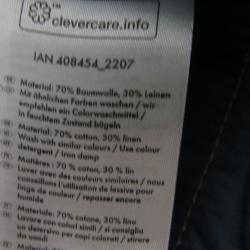 ™
clevercare.info
IAN 408454_2207
Material: 70% Baumwolle, 30% Leinen
Mit ähnlichen Farben waschen / wir
empfehlen ein Colorwaschmittel /
in feuchtem Zustand bügeln
Material: 70% cotton, 30% linen
Wash with similar colours / Use colour
detergent / Iron damp
Matières : 70% coton, 30 % lin
Laver avec des couleurs similaires / nous
conseillons l'utilisation de lessive pour
linge de couleur / repasser encore
humide
Materiale: 70% cotone, 30% lino
Lavare con colori simili / si consiglia
un detersivo per capi colorati / stirare
da